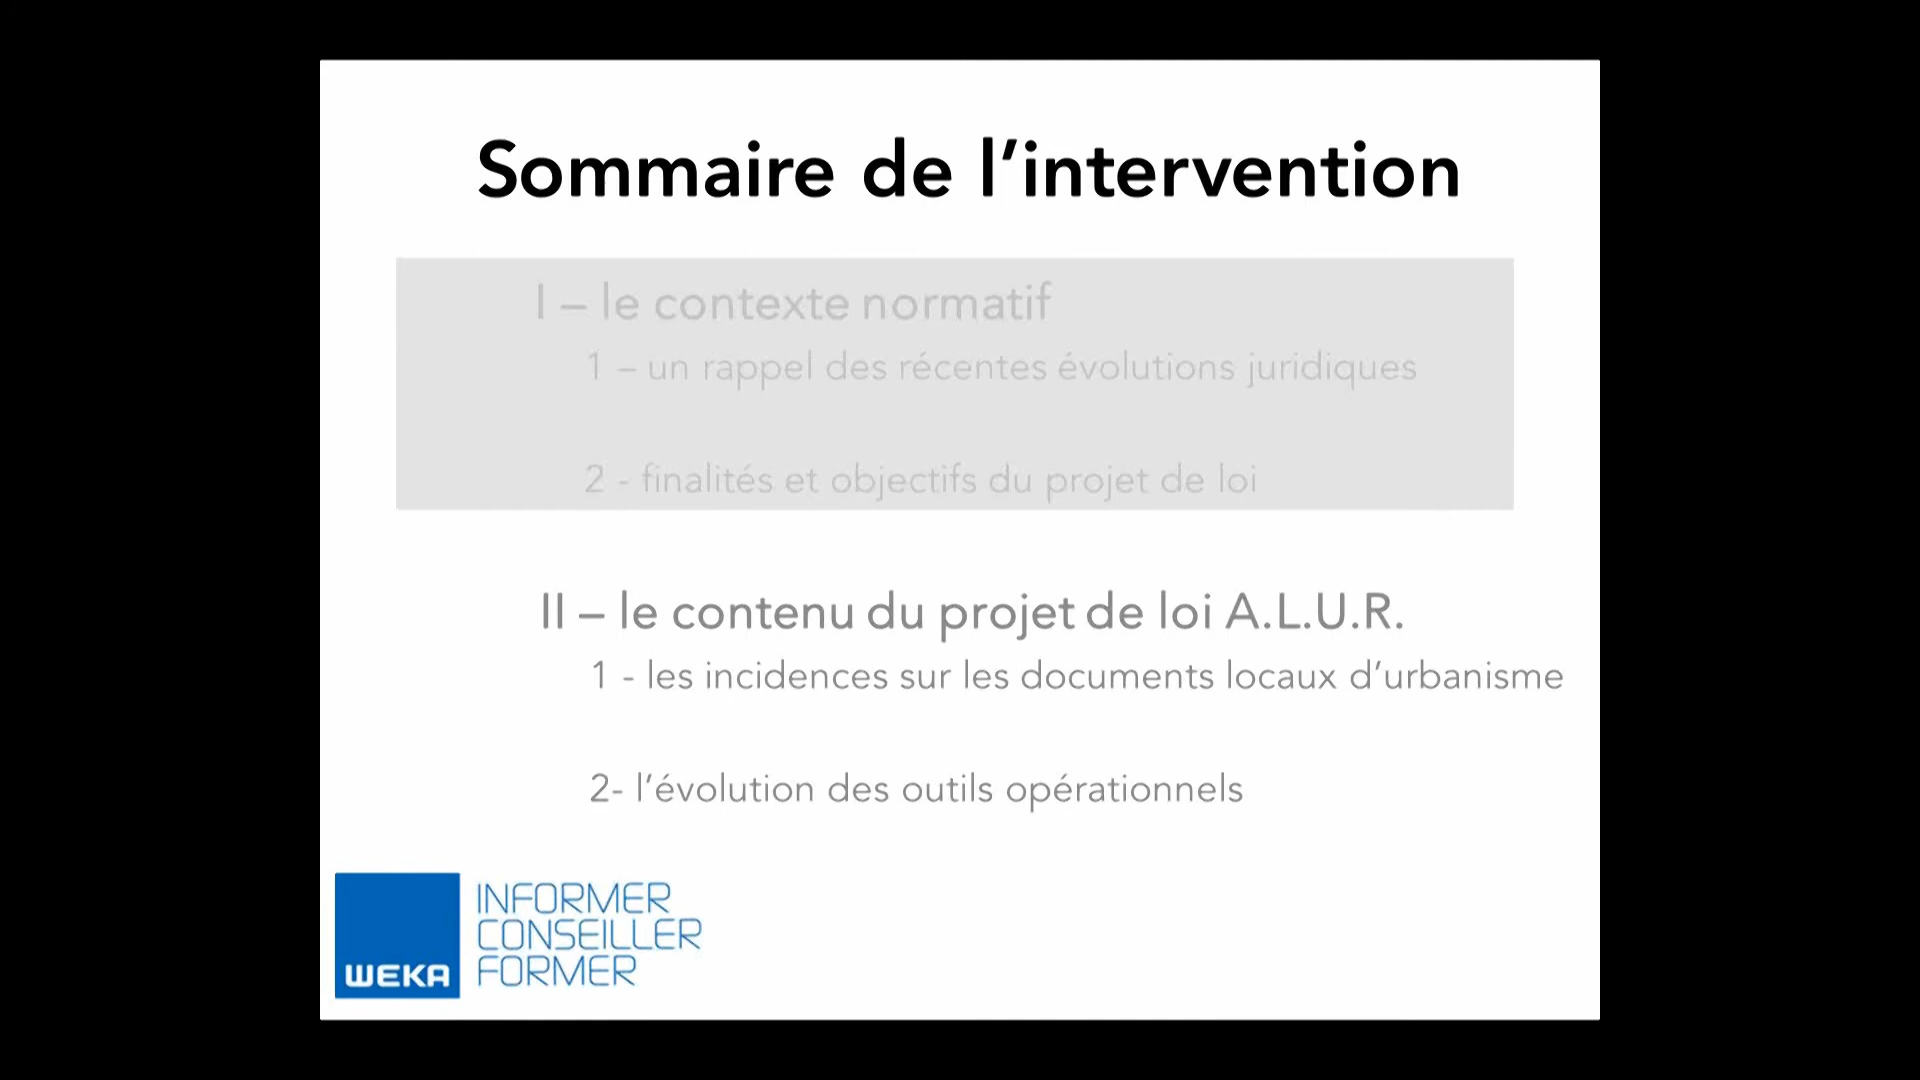 Sommaire de l’intervention
I – le contexte normatif
1 – un rappel des récentes évolutions juridiques
2 - finalités et objectifs du projet de loi
II – le contenu du projet de loi A.L.U.R.
1 - les incidences sur les documents locaux d’urbanisme
2- l’évolution des outils opérationnels
WEKA
INFORMER
CONSEILLER
FORMER